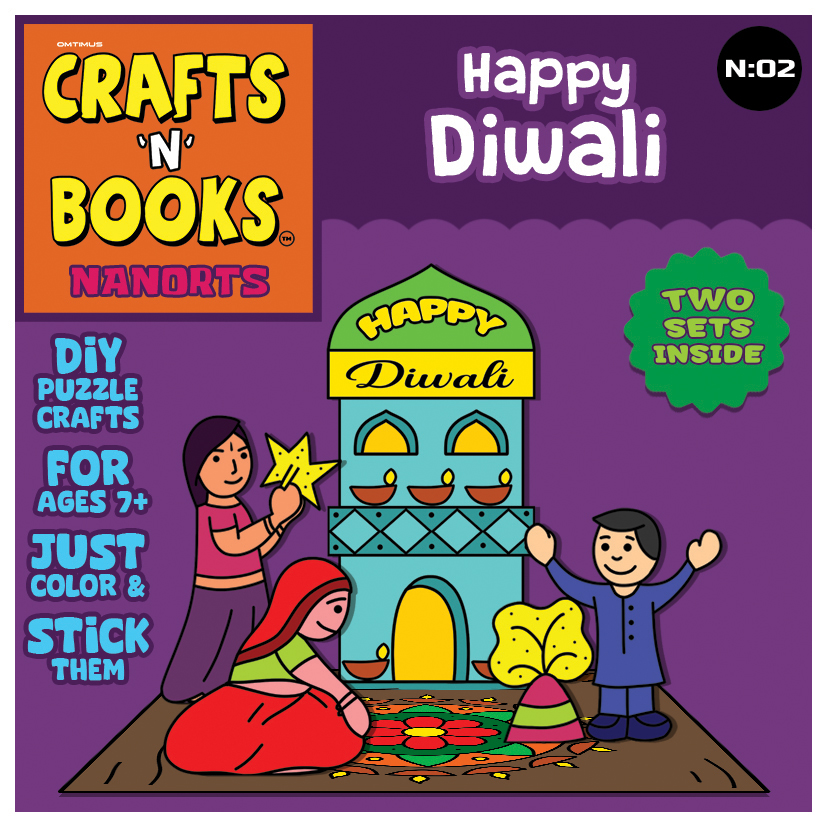 OMTIMUS
CRAFTS
'N'
BOOKS
TM
NANORTS
Happy
Diwali
N:02
TWO
SETS
INSIDE
HAPPY
Diwali
DiY
PUZZLE
CRAFTS
FOR
AGES 7+
JUST
COLOR &
STiCK
THEM